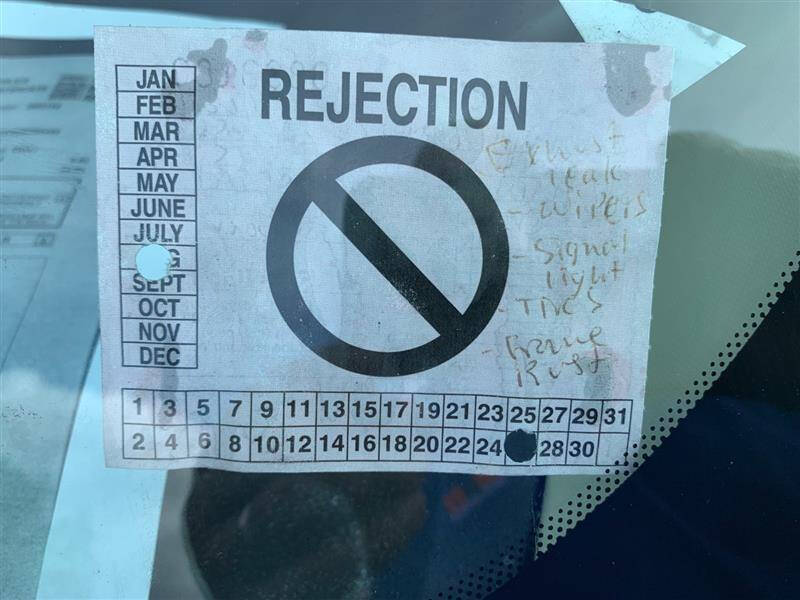 REJECTION
JAN
FEB
MAR
APR
MAY
JUNE
JULY
G
SEPT
OCT
NOV
DEC
- Exhust
leak
- wipers
- Signal
light
- TIRES
- Frame
Rust
1 3 5 7 9 11 13 15 17 19 21 23 25 27 29 31
2 4 6 8 10 12 14 16 18 20 22 24 28 30